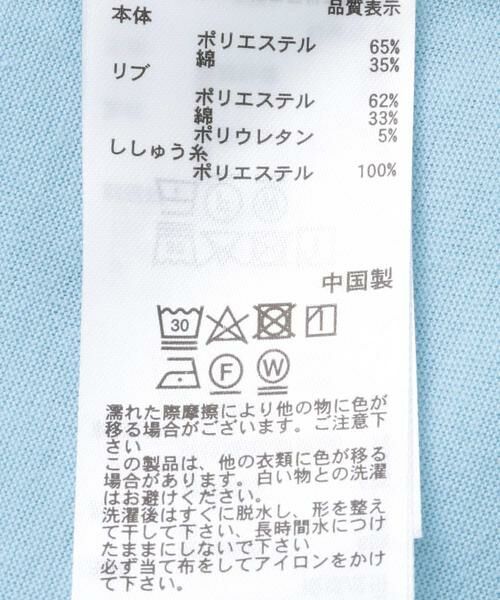 本体 品質表示
ポリエステル 65%
綿 35%
リブ
ポリエステル 62%
綿 33%
ポリウレタン 5%
ししゅう糸
ポリエステル 100%
中国製
30
F W
濡れた際摩擦により他の物に色が
移る場合がございます。ご注意下
さい
この製品は、他の衣類に色が移る
場合があります。白い物との洗濯
はお避けください。
洗濯後はすぐに脱水し、形を整え
て干して下さい、長時間水につけ
たままにしないで下さい
必ず当て布をしてアイロンをかけ
て下さい。